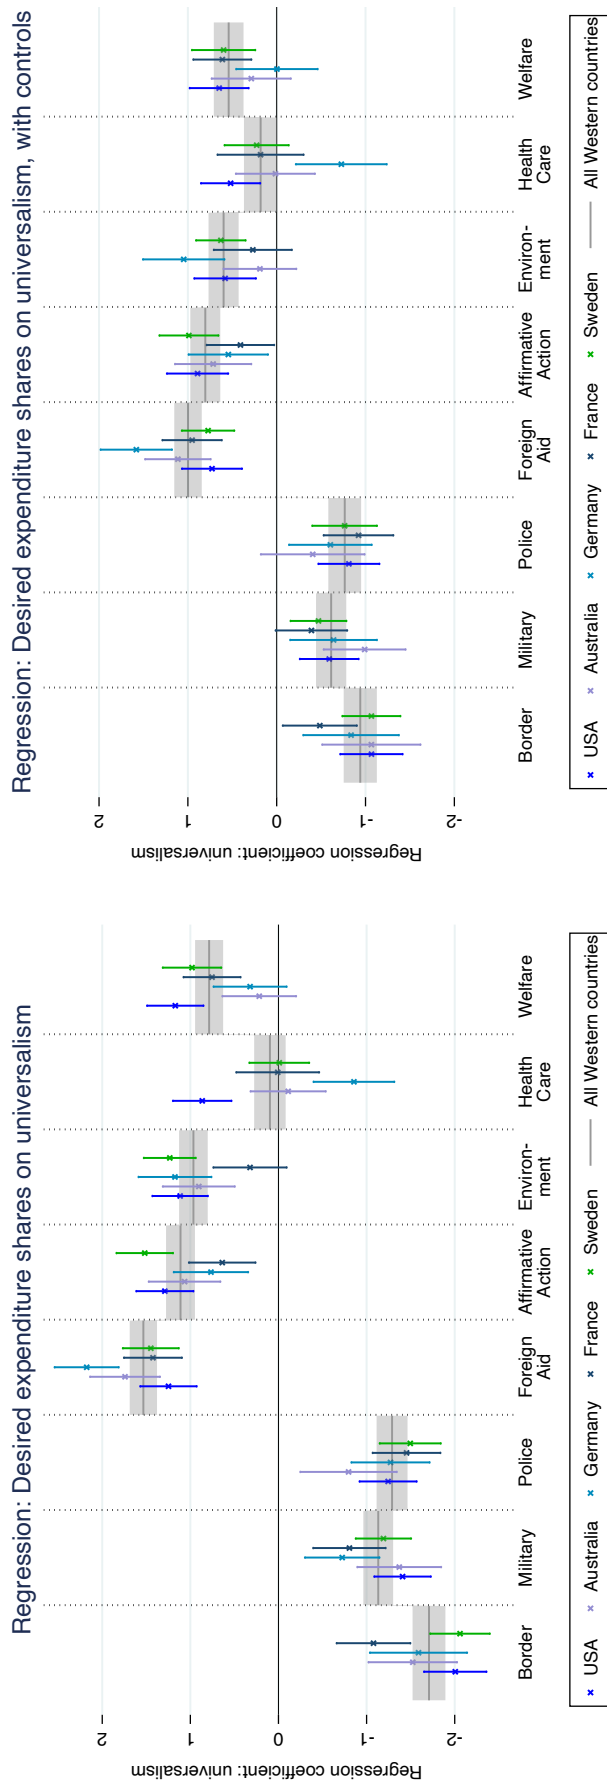 Regression: Desired expenditure shares on universalism
Regression coefficient: universalism
2
1
0
-1
-2
Border
Military
Police
Foreign
Aid
Affirmative
Action
Environ-
ment
Health
Care
Welfare
USA Australia Germany France Sweden All Western countries
Regression: Desired expenditure shares on universalism, with controls
Regression coefficient: universalism
2
1
0
-1
-2
Border
Military
Police
Foreign
Aid
Affirmative
Action
Environ-
ment
Health
Care
Welfare
USA Australia Germany France Sweden All Western countries